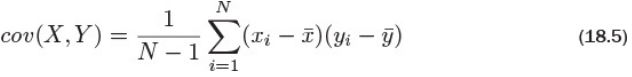 $cov(X, Y) = \frac{1}{N-1} \sum_{i=1}^{N} (x_i - \bar{x})(y_i - \bar{y})$ (18.5)